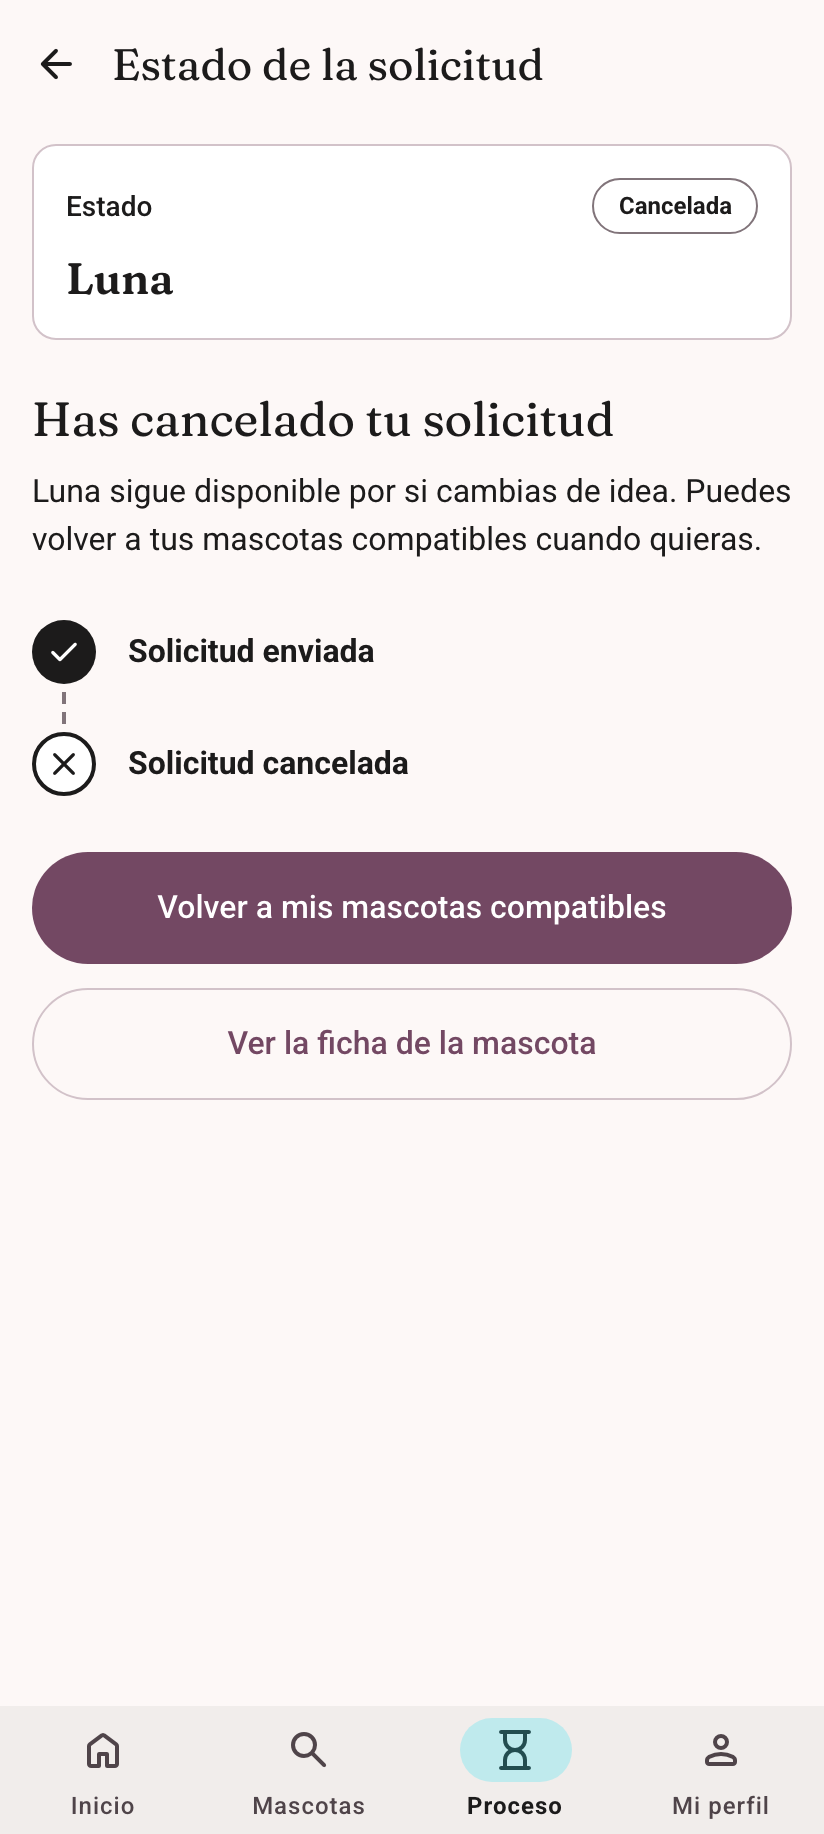 Estado de la solicitud
Estado
Cancelada
Luna
Has cancelado tu solicitud
Luna sigue disponible por si cambias de idea. Puedes
volver a tus mascotas compatibles cuando quieras.
Solicitud enviada
Solicitud cancelada
Volver a mis mascotas compatibles
Ver la ficha de la mascota
Inicio
Mascotas
Proceso
Mi perfil